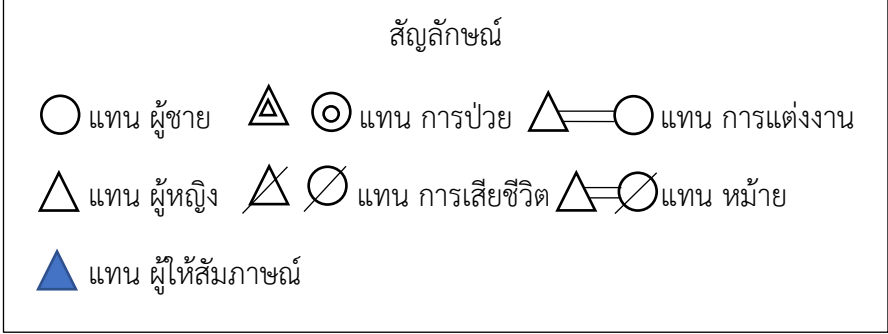 สัญลักษณ์
แทน ผู้ชาย แทน การป่วย แทน การแต่งงาน
แทน ผู้หญิง แทน การเสียชีวิต แทน หม้าย
แทน ผู้ให้สัมภาษณ์